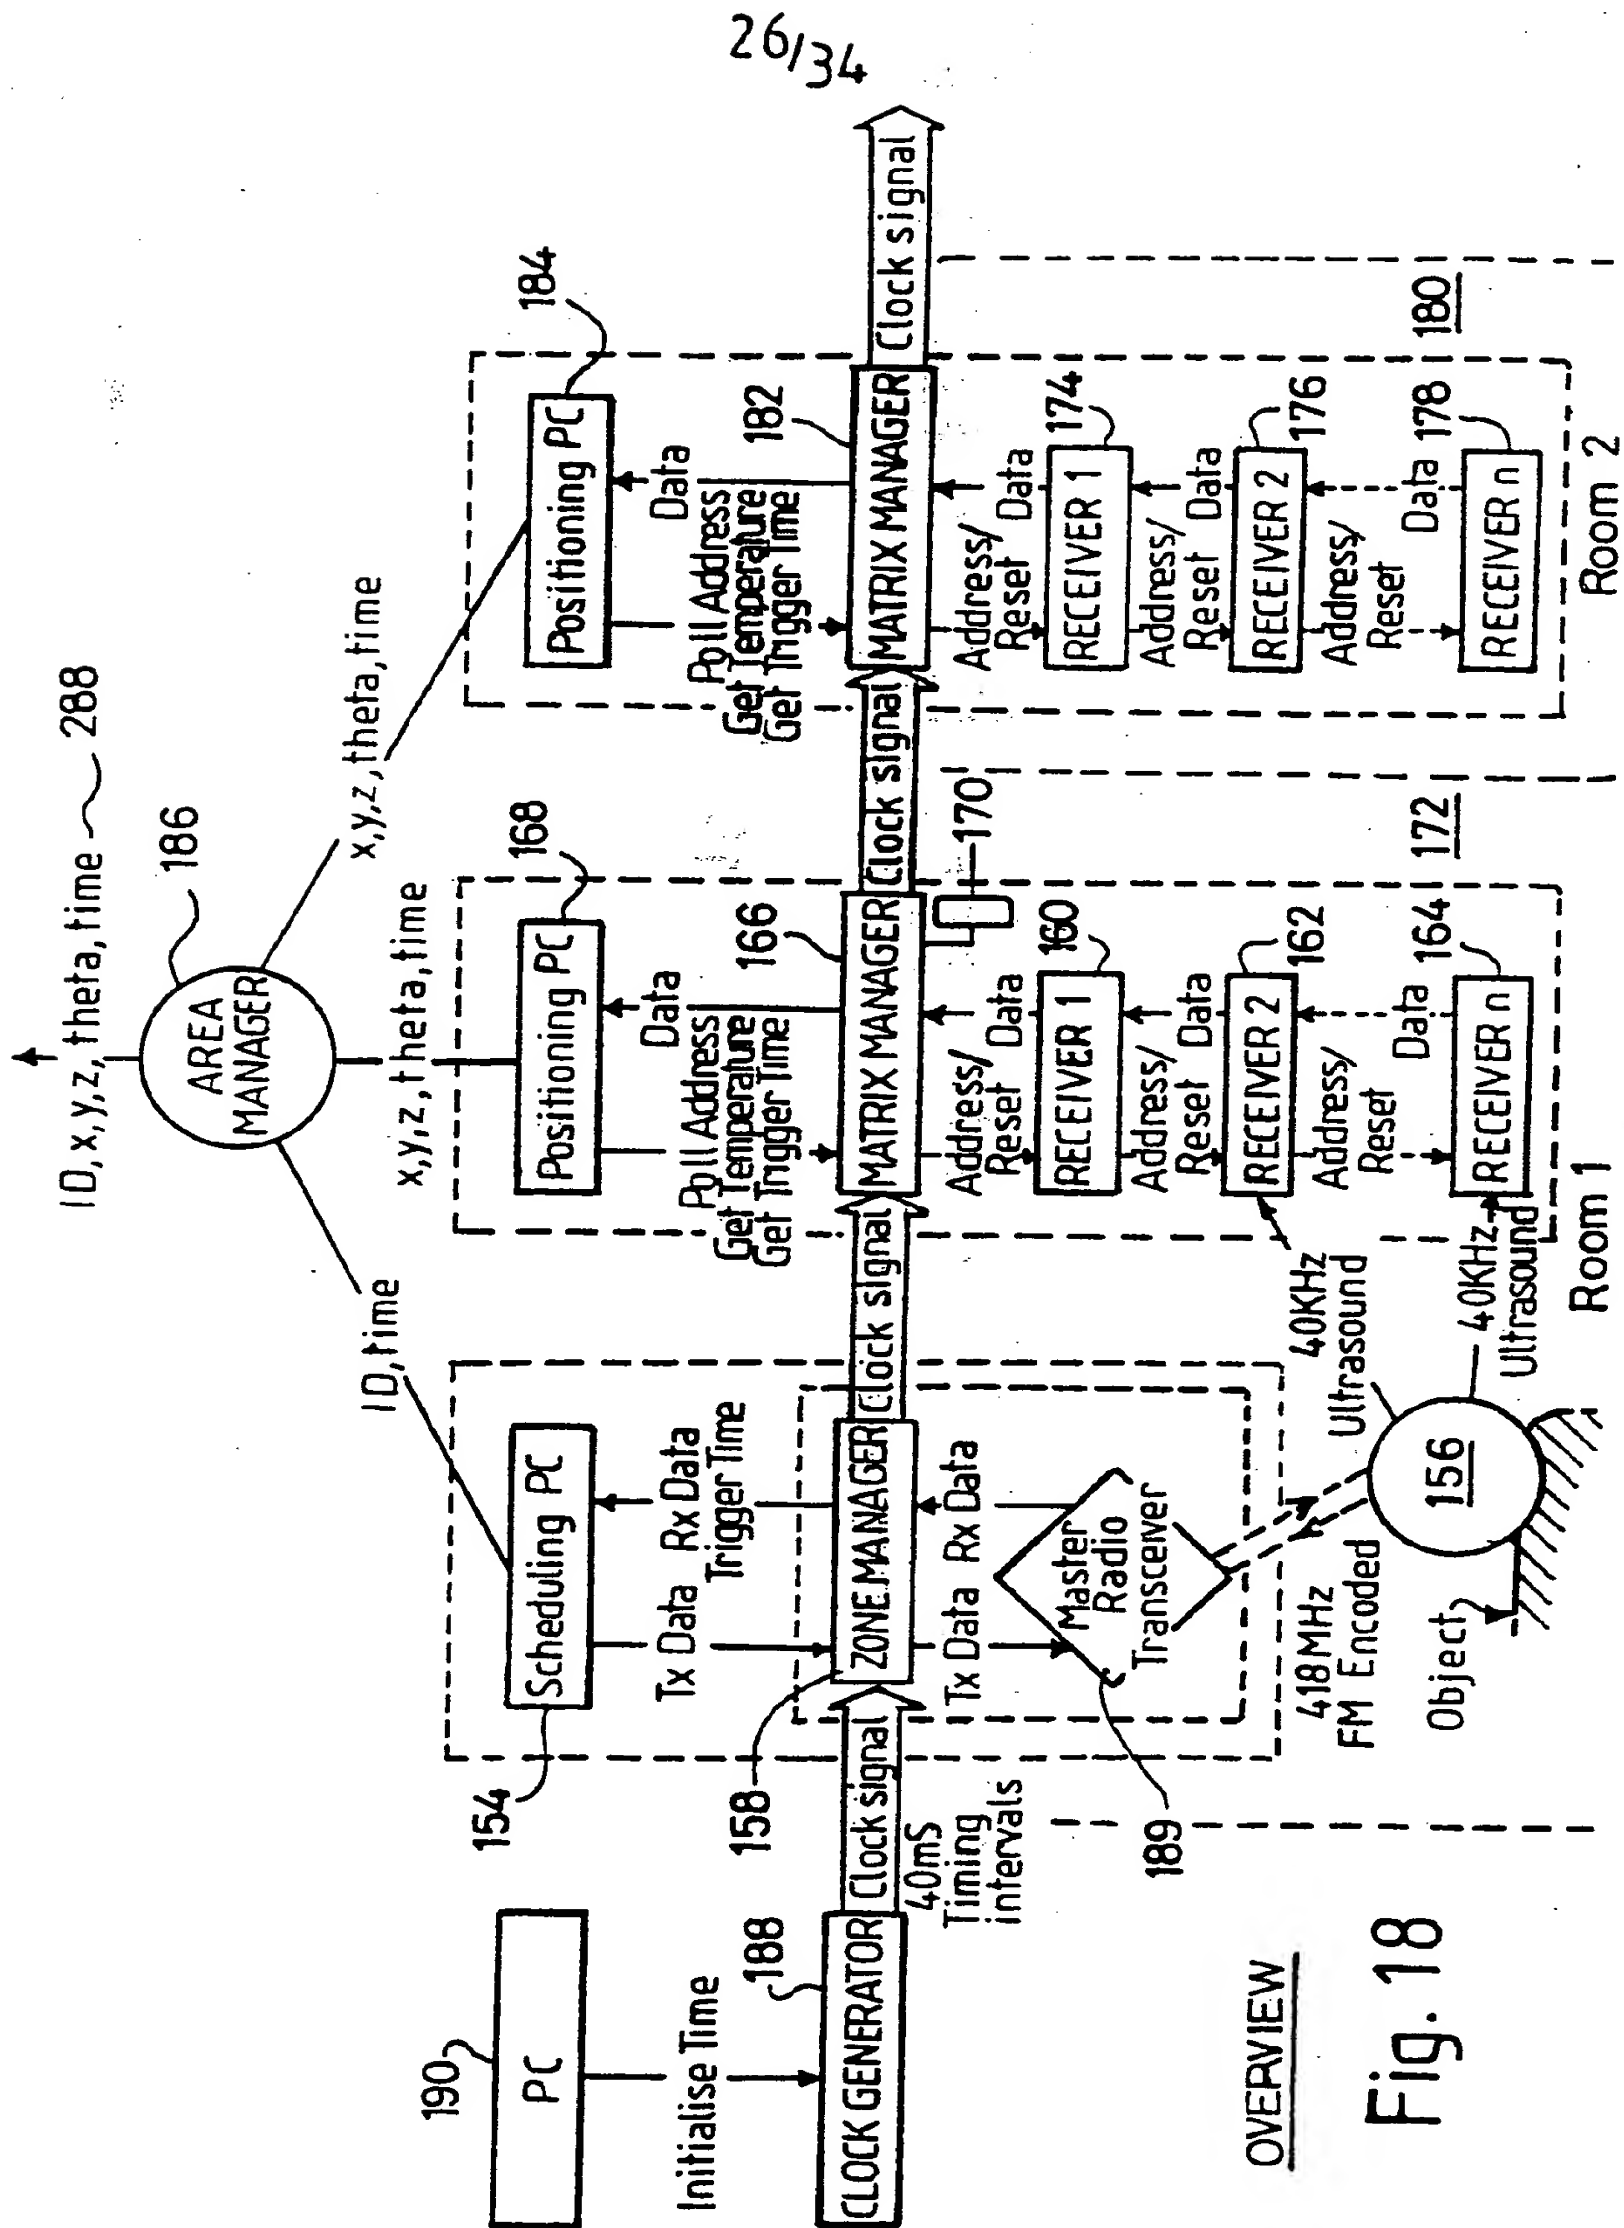 26/34
ID, x,y,z, theta, time
288
186
AREA
MANAGER
ID, time
x,y,z, theta, time
x,y,z, theta, time
190
PC
Initialise Time
188
CLOCK GENERATOR
Clock signal
40mS
Timing
intervals
154
Scheduling PC
Tx Data
Rx Data
Trigger Time
158
ZONE MANAGER
Tx Data
Rx Data
Master
Radio
Transceiver
189
418MHz
FM Encoded
Object
156
40KHz
Ultrasound
40KHz
Ultrasound
Clock signal
168
Positioning PC
Poll Address
Get Temperature
Get Trigger Time
Data
166
MATRIX MANAGER
170
Address/
Reset
Data
160
RECEIVER 1
Address/
Reset
Data
162
RECEIVER 2
Address/
Reset
Data
164
RECEIVER n
172
Room 1
Clock signal
184
Positioning PC
Poll Address
Get Temperature
Get Trigger Time
Data
182
MATRIX MANAGER
Address/
Reset
Data
174
RECEIVER 1
Address/
Reset
Data
176
RECEIVER 2
Address/
Reset
Data
178
RECEIVER n
180
Room 2
Clock signal
OVERVIEW
Fig. 18